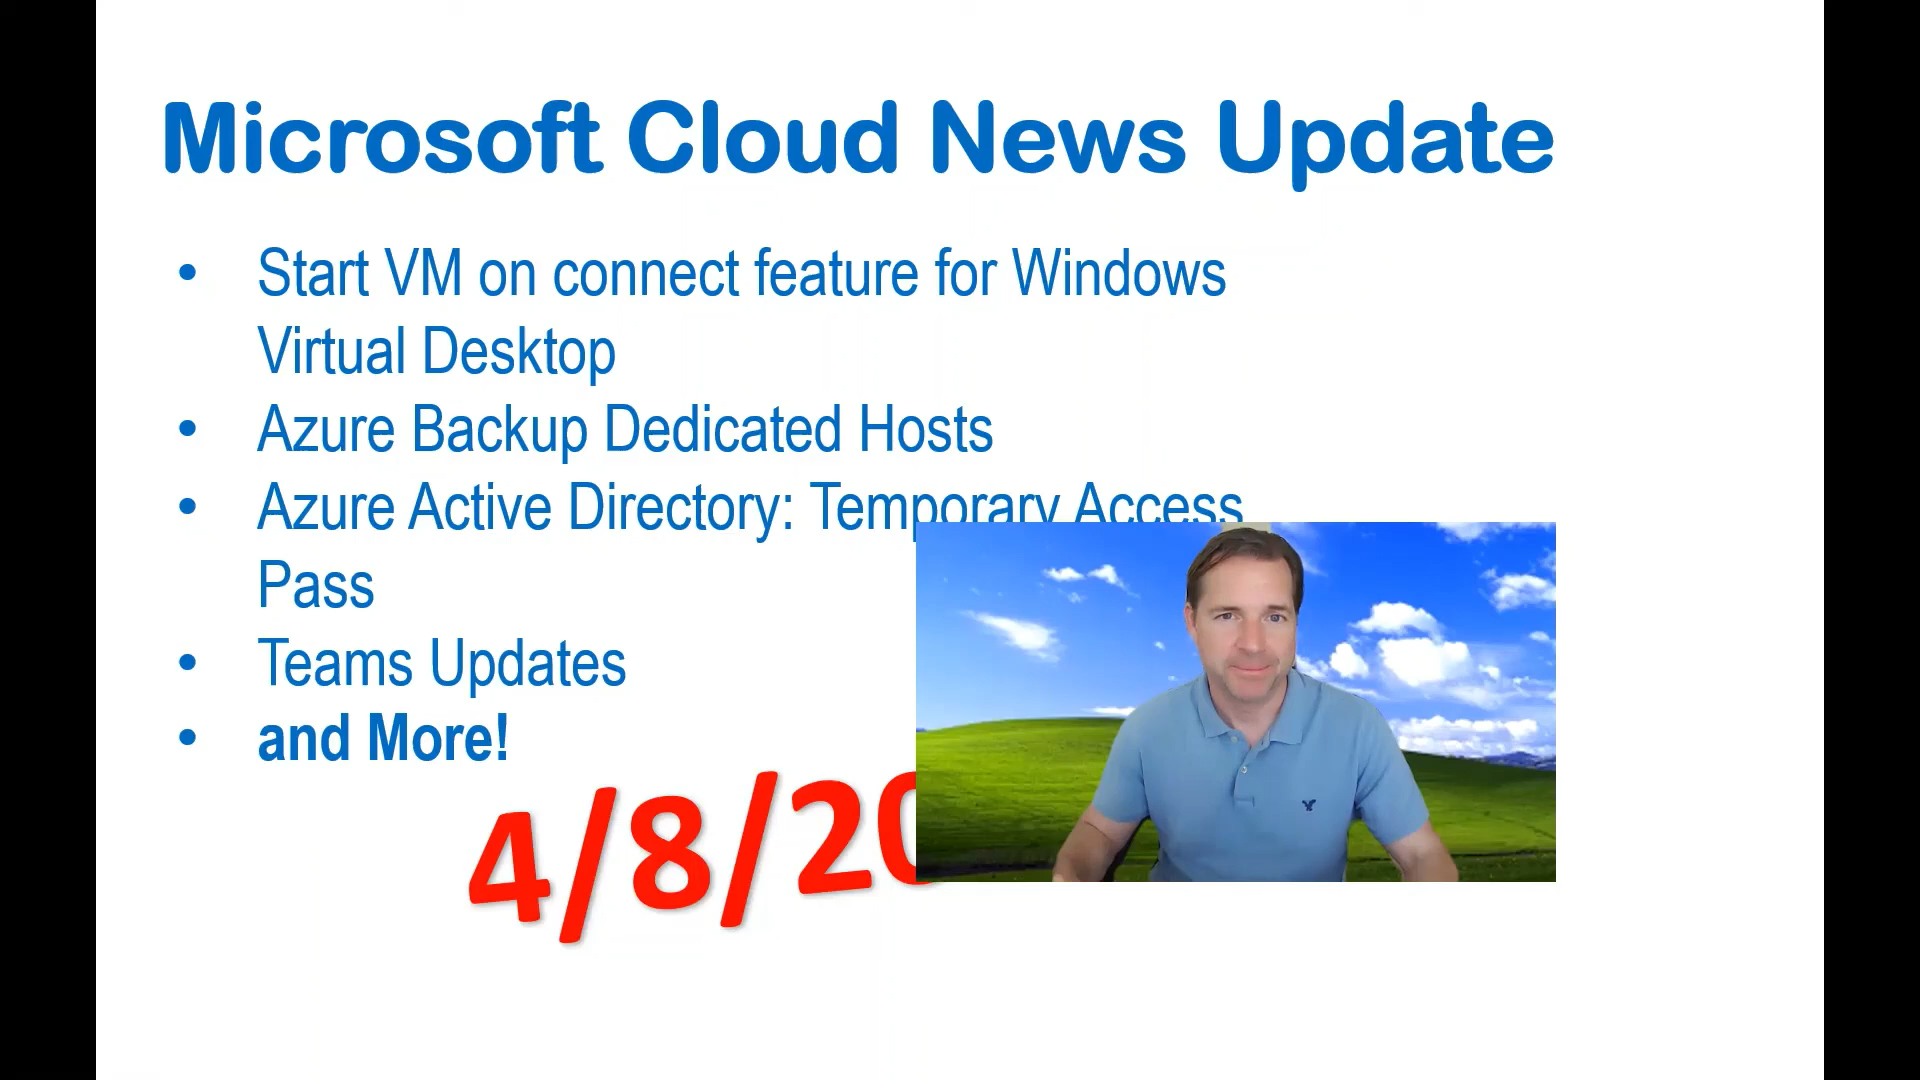 Microsoft Cloud News Update
• Start VM on connect feature for Windows
Virtual Desktop
• Azure Backup Dedicated Hosts
• Azure Active Directory: Temporary Access
Pass
• Teams Updates
• and More!
4/8/20